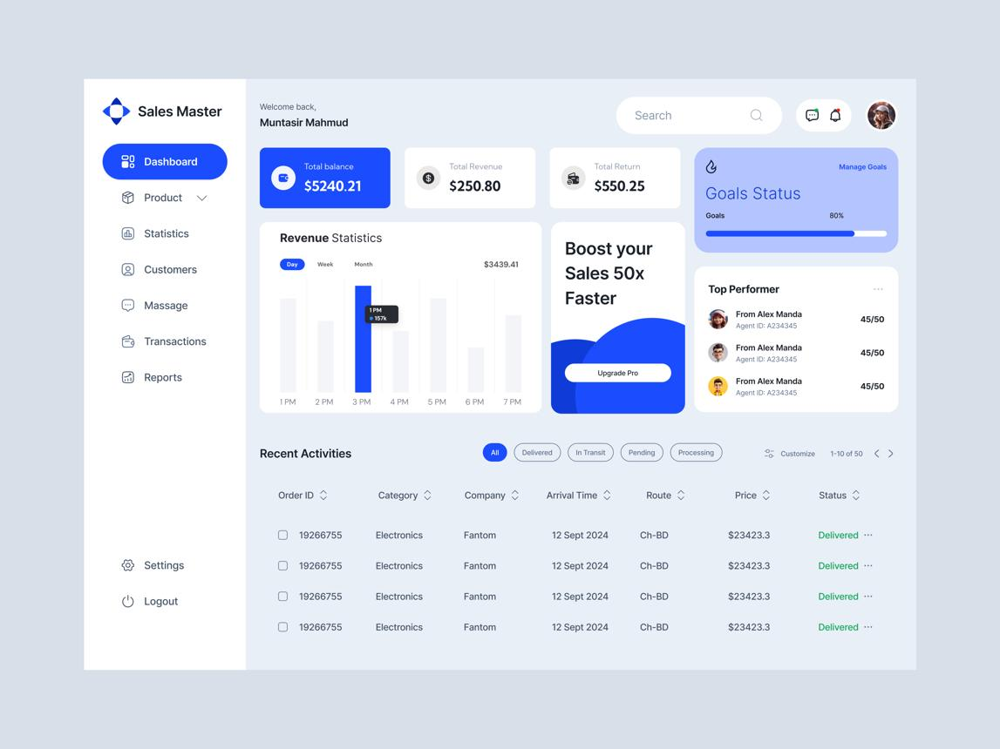 Sales Master
Dashboard
Product
Statistics
Customers
Massage
Transactions
Reports
Settings
Logout
Welcome back,
Muntasir Mahmud
Search
Total balance
$5240.21
Total Revenue
$250.80
Total Return
$550.25
Manage Goals
Goals Status
Goals 80%
Revenue Statistics
Day Week Month $3439.41
1 PM
157k
1 PM 2 PM 3 PM 4 PM 5 PM 6 PM 7 PM
Boost your
Sales 50x
Faster
Upgrade Pro
Top Performer
From Alex Manda
Agent ID: A234345
45/50
From Alex Manda
Agent ID: A234345
45/50
From Alex Manda
Agent ID: A234345
45/50
Recent Activities
All Delivered In Transit Pending Processing
Customize 1-10 of 50
Order ID Category Company Arrival Time Route Price Status
19266755 Electronics Fantom 12 Sept 2024 Ch-BD $23423.3 Delivered
19266755 Electronics Fantom 12 Sept 2024 Ch-BD $23423.3 Delivered
19266755 Electronics Fantom 12 Sept 2024 Ch-BD $23423.3 Delivered
19266755 Electronics Fantom 12 Sept 2024 Ch-BD $23423.3 Delivered